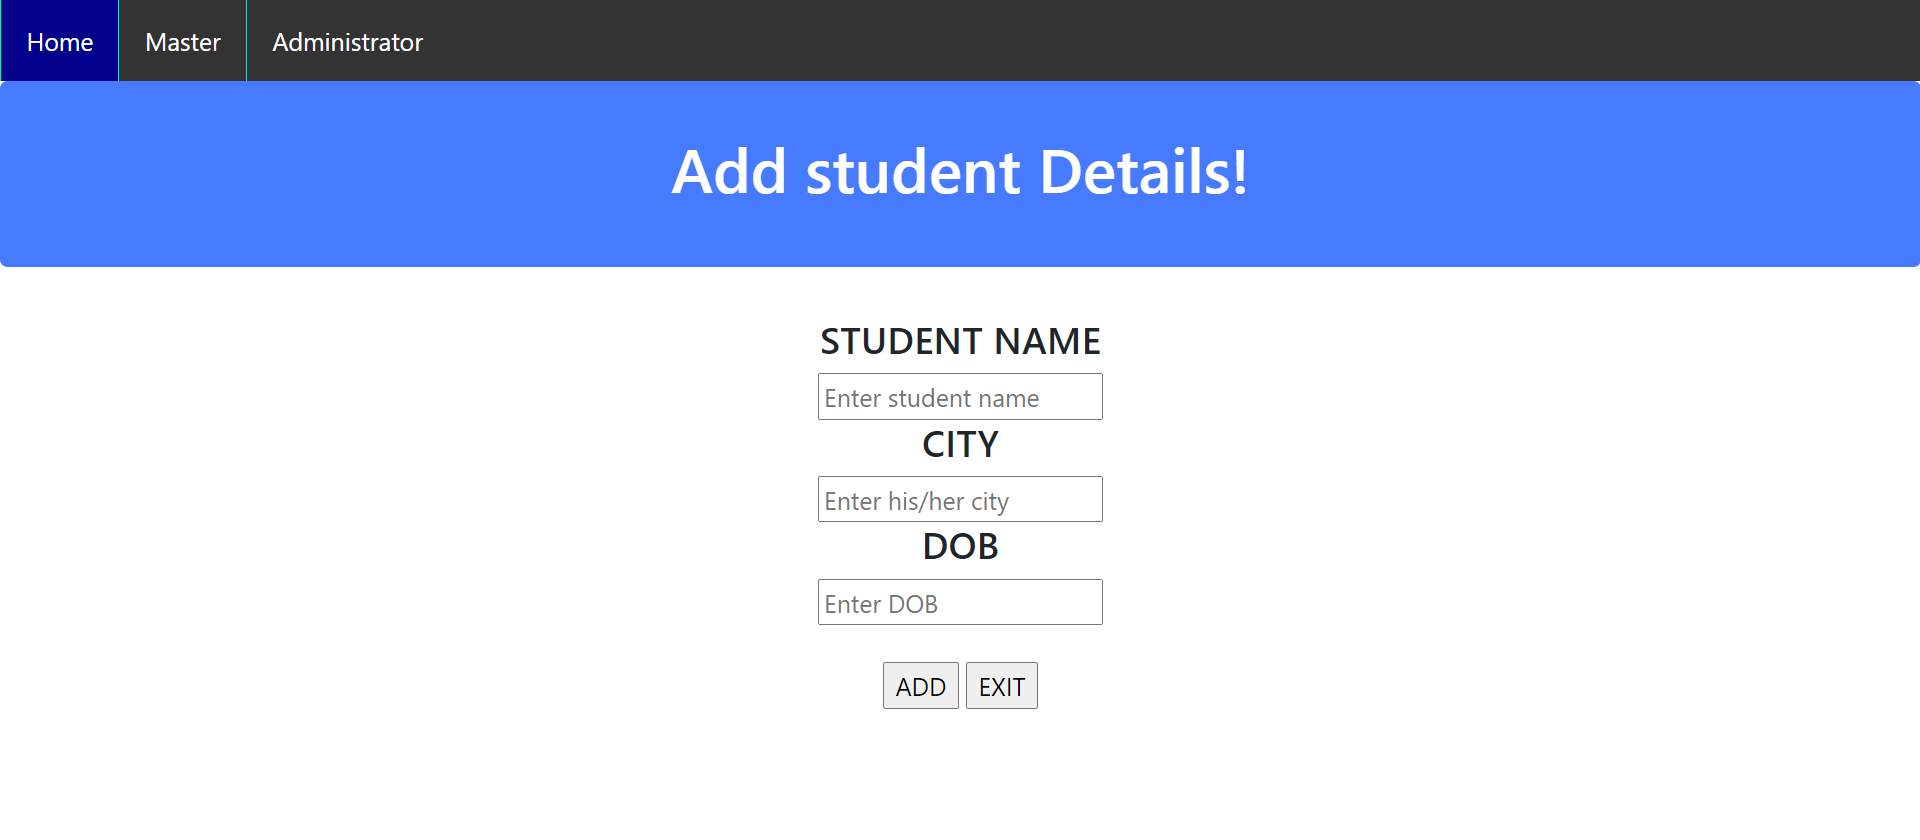 Home Master Administrator
Add student Details!
STUDENT NAME
Enter student name
CITY
Enter his/her city
DOB
Enter DOB
ADD EXIT